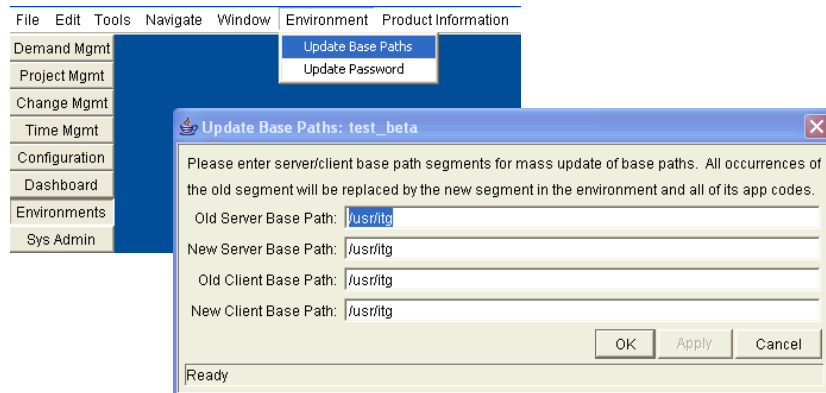 File Edit Tools Navigate Window Environment Product Information
Demand Mgmt
Update Base Paths
Project Mgmt
Update Password
Change Mgmt
Time Mgmt
Update Base Paths: test_beta
Configuration
Please enter server/client base path segments for mass update of base paths. All occurrences of
Dashboard
the old segment will be replaced by the new segment in the environment and all of its app codes.
Environments
Old Server Base Path: /usr/itg
Sys Admin
New Server Base Path: /usr/itg
Old Client Base Path: /usr/itg
New Client Base Path: /usr/itg
OK Apply Cancel
Ready